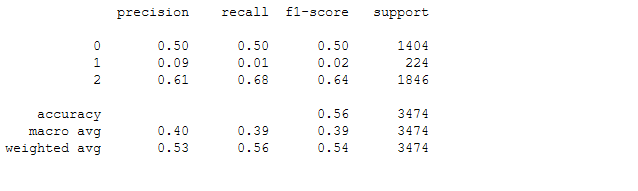 precision recall f1-score support
0 0.50 0.50 0.50 1404
1 0.09 0.01 0.02 224
2 0.61 0.68 0.64 1846
accuracy 0.56 3474
macro avg 0.40 0.39 0.39 3474
weighted avg 0.53 0.56 0.54 3474